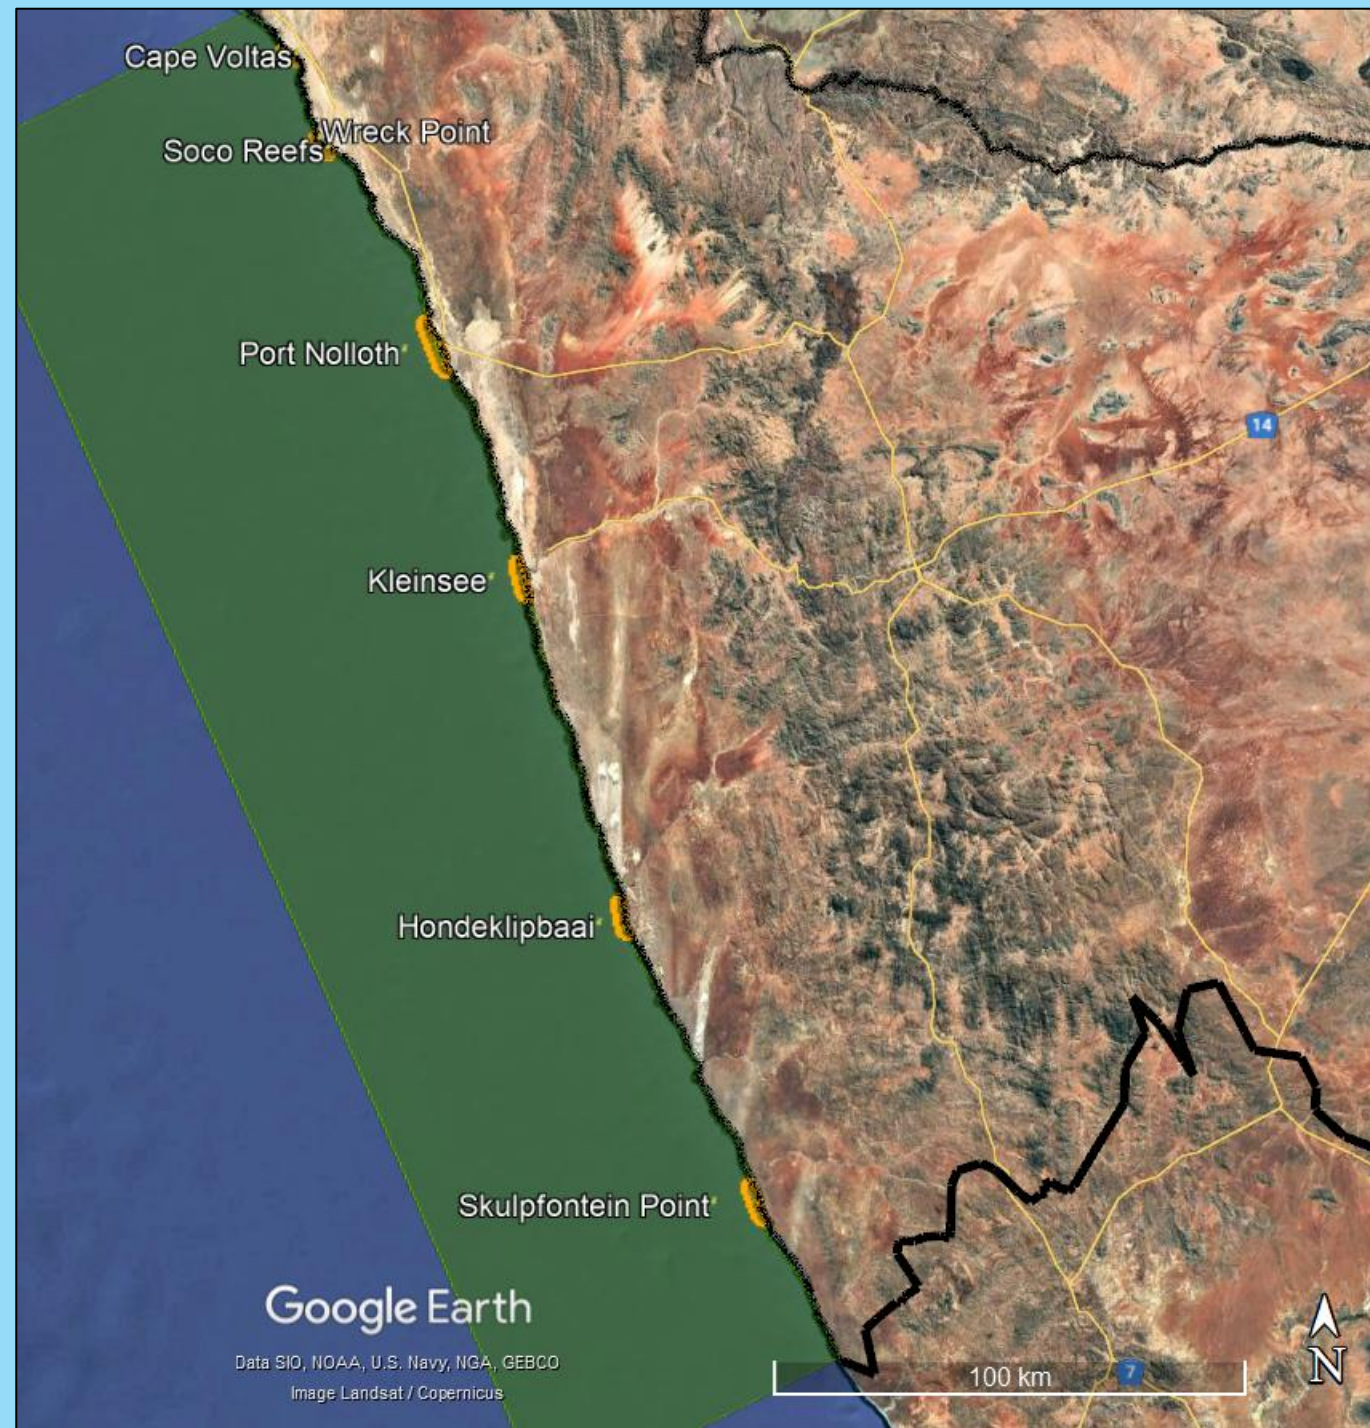 Cape Voltas
Wreck Point
Soco Reefs
Port Nolloth
14
Kleinsee
Hondeklipbaai
Skulpfontein Point
Google Earth
Data SIO, NOAA, U.S. Navy, NGA, GEBCO
Image Landsat / Copernicus
100 km
7
N